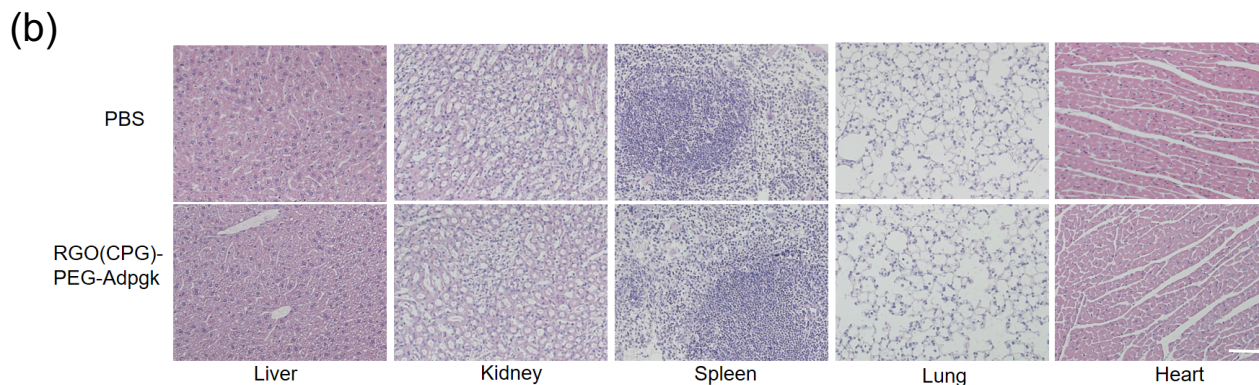 (b)
PBS
RGO(CPG)-
PEG-Adpgk
Liver
Kidney
Spleen
Lung
Heart